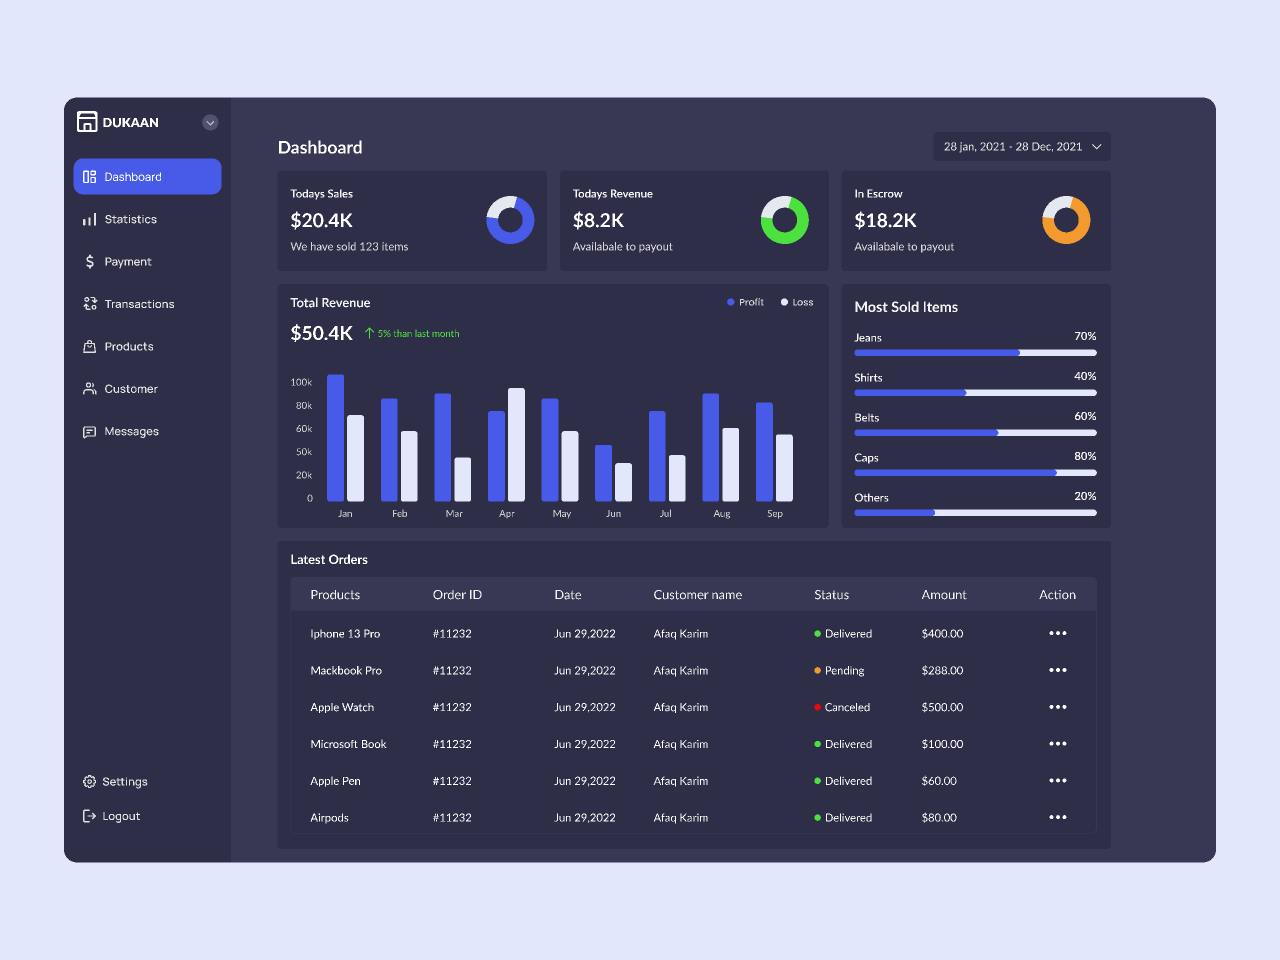 DUKAAN
Dashboard
Statistics
Payment
Transactions
Products
Customer
Messages
Settings
Logout
Dashboard
28 jan, 2021 - 28 Dec, 2021
Todays Sales
$20.4K
We have sold 123 items
Todays Revenue
$8.2K
Availabale to payout
In Escrow
$18.2K
Availabale to payout
Total Revenue
Profit Loss
$50.4K 5% than last month
100k
80k
60k
50k
20k
0
Jan Feb Mar Apr May Jun Jul Aug Sep
Most Sold Items
Jeans 70%
Shirts 40%
Belts 60%
Caps 80%
Others 20%
Latest Orders
Products Order ID Date Customer name Status Amount Action
Iphone 13 Pro #11232 Jun 29,2022 Afaq Karim Delivered $400.00
Mackbook Pro #11232 Jun 29,2022 Afaq Karim Pending $288.00
Apple Watch #11232 Jun 29,2022 Afaq Karim Canceled $500.00
Microsoft Book #11232 Jun 29,2022 Afaq Karim Delivered $100.00
Apple Pen #11232 Jun 29,2022 Afaq Karim Delivered $60.00
Airpods #11232 Jun 29,2022 Afaq Karim Delivered $80.00